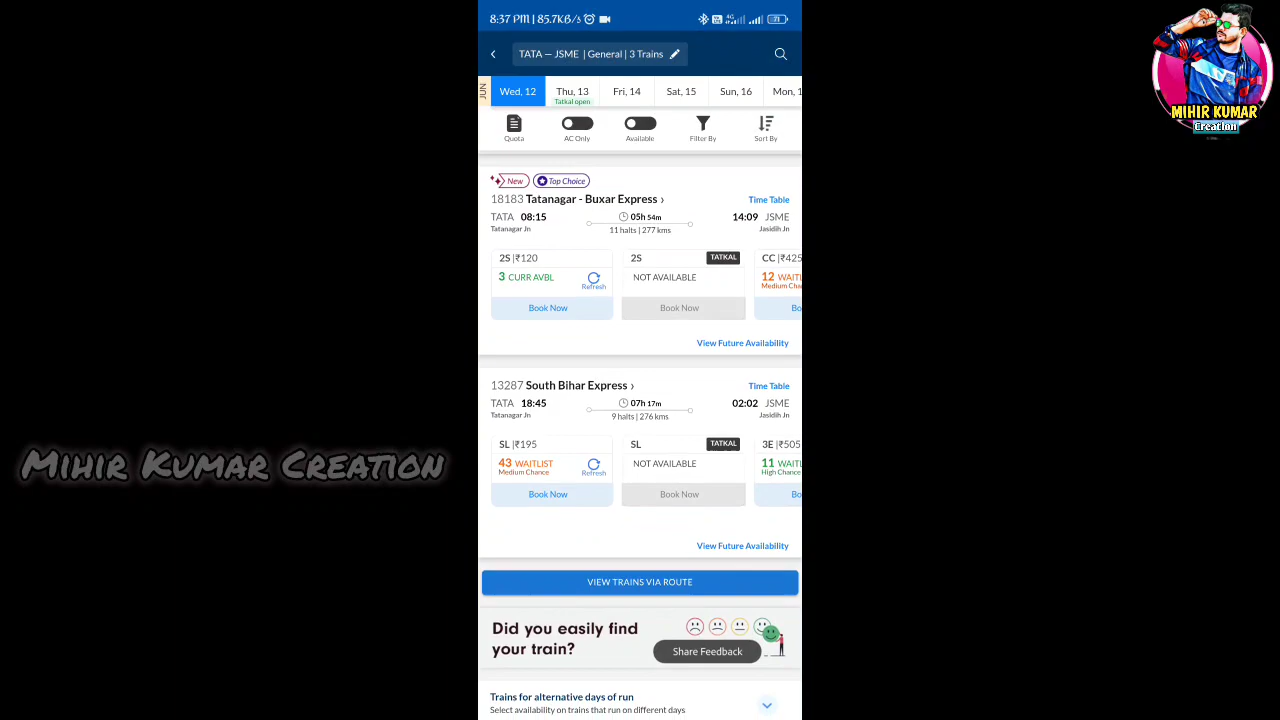 8:37 PM | 85.7KB/s
4G
71
TATA — JSME | General | 3 Trains
JUN
Wed, 12
Thu, 13
Fri, 14
Sat, 15
Sun, 16
Mon, 1
Tatkal open
Quota
AC Only
Available
Filter By
Sort By
New
Top Choice
18183 Tatanagar - Buxar Express ›
Time Table
TATA 08:15
05h 54m
14:09 JSME
Tatanagar Jn
11 halts | 277 kms
Jasidih Jn
2S |₹120
2S
TATKAL
CC |₹425
3 CURR AVBL
Refresh
NOT AVAILABLE
12 WAITLI
Medium Chanc
Book Now
Book Now
Bo
View Future Availability
13287 South Bihar Express ›
Time Table
TATA 18:45
07h 17m
02:02 JSME
Tatanagar Jn
9 halts | 276 kms
Jasidih Jn
SL |₹195
SL
TATKAL
3E |₹505
43 WAITLIST
Medium Chance
Refresh
NOT AVAILABLE
11 WAITL
High Chance
Book Now
Book Now
Bo
View Future Availability
VIEW TRAINS VIA ROUTE
Did you easily find
your train?
Share Feedback
Trains for alternative days of run
Select availability on trains that run on different days
MIHIR KUMAR
Creation
Mihir Kumar Creation